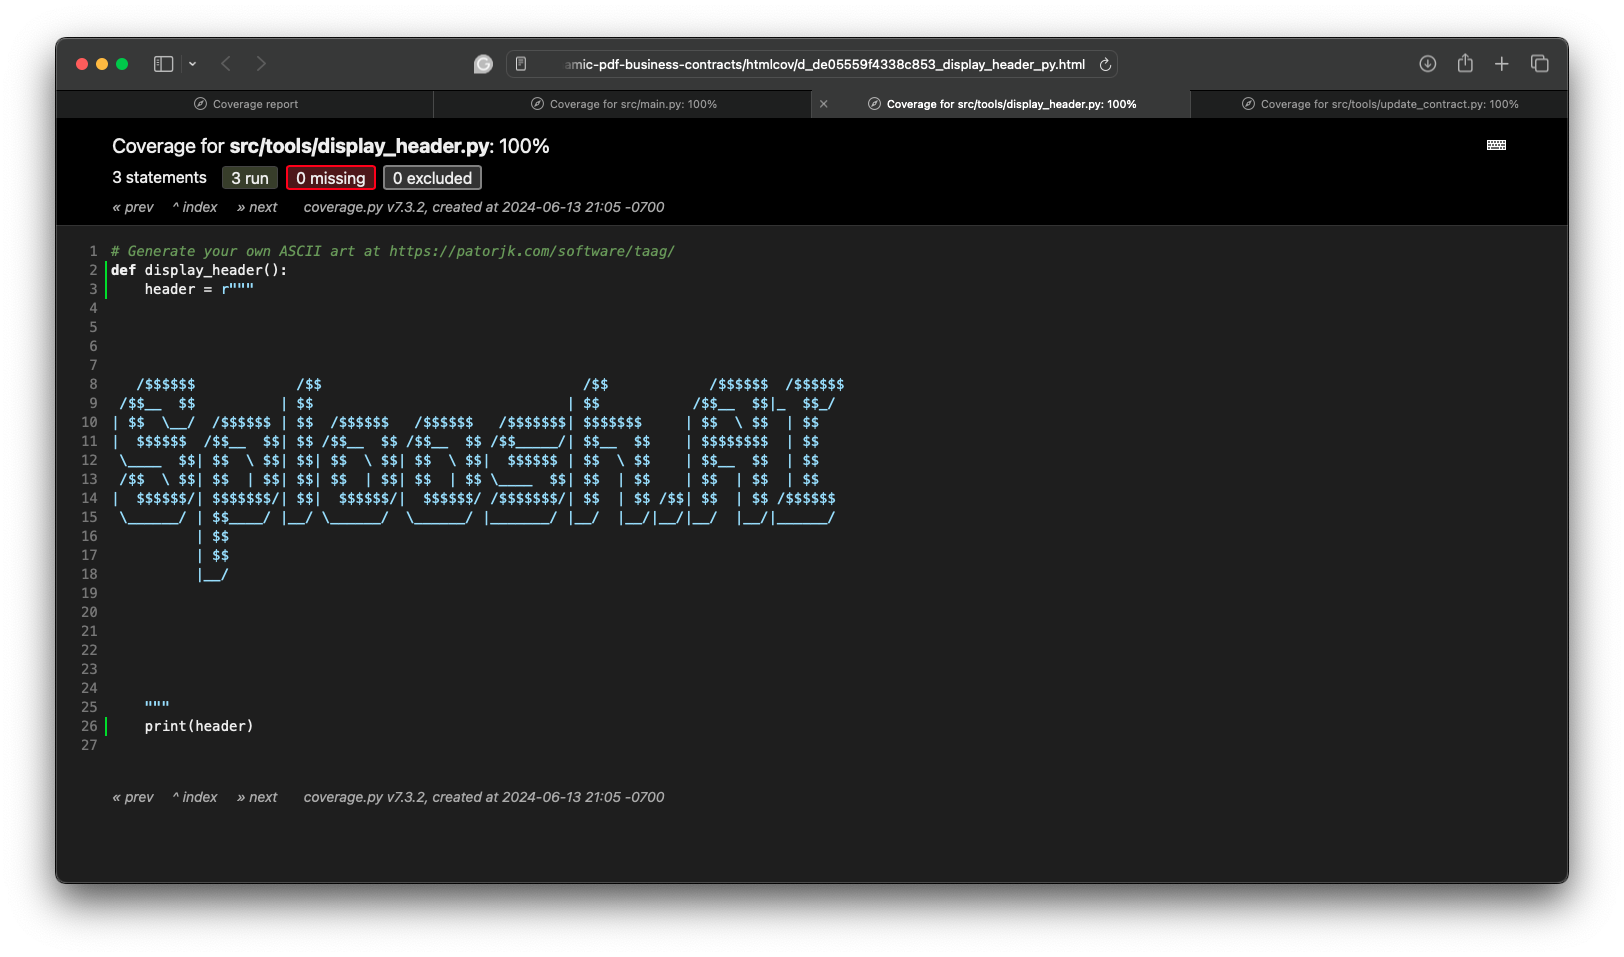 amic-pdf-business-contracts/htmlcov/d_de05559f4338c853_display_header_py.html
Coverage report
Coverage for src/main.py: 100%
Coverage for src/tools/display_header.py: 100%
Coverage for src/tools/update_contract.py: 100%
Coverage for src/tools/display_header.py: 100%
3 statements 3 run 0 missing 0 excluded
« prev ^ index » next coverage.py v7.3.2, created at 2024-06-13 21:05 -0700
1 # Generate your own ASCII art at https://patorjk.com/software/taag/
2 def display_header():
3     header = r"""
4
5
6
7
8    /$$$$$$            /$$                               /$$            /$$$$$$  /$$$$$$
9  /$$__  $$          | $$                              | $$           /$$__  $$|_  $$_/
10 | $$  \__/  /$$$$$$ | $$  /$$$$$$   /$$$$$$   /$$$$$$$| $$$$$$$     | $$  \ $$  | $$
11 |  $$$$$$  /$$__  $$| $$ /$$__  $$ /$$__  $$ /$$_____/| $$__  $$    | $$$$$$$$  | $$
12  \____  $$| $$  \ $$| $$| $$  \ $$| $$  \ $$|  $$$$$$ | $$  \ $$    | $$__  $$  | $$
13  /$$  \ $$| $$  | $$| $$| $$  | $$| $$  | $$ \____  $$| $$  | $$    | $$  | $$  | $$
14 |  $$$$$$/| $$$$$$$/| $$|  $$$$$$/|  $$$$$$/ /$$$$$$$/| $$  | $$ /$$| $$  | $$ /$$$$$$
15  \______/ | $$____/ |__/ \______/  \______/ |_______/ |__/  |__/|__/|__/  |__/|______/
16           | $$
17           | $$
18           |__/
19
20
21
22
23
24
25     """
26     print(header)
27
« prev ^ index » next coverage.py v7.3.2, created at 2024-06-13 21:05 -0700